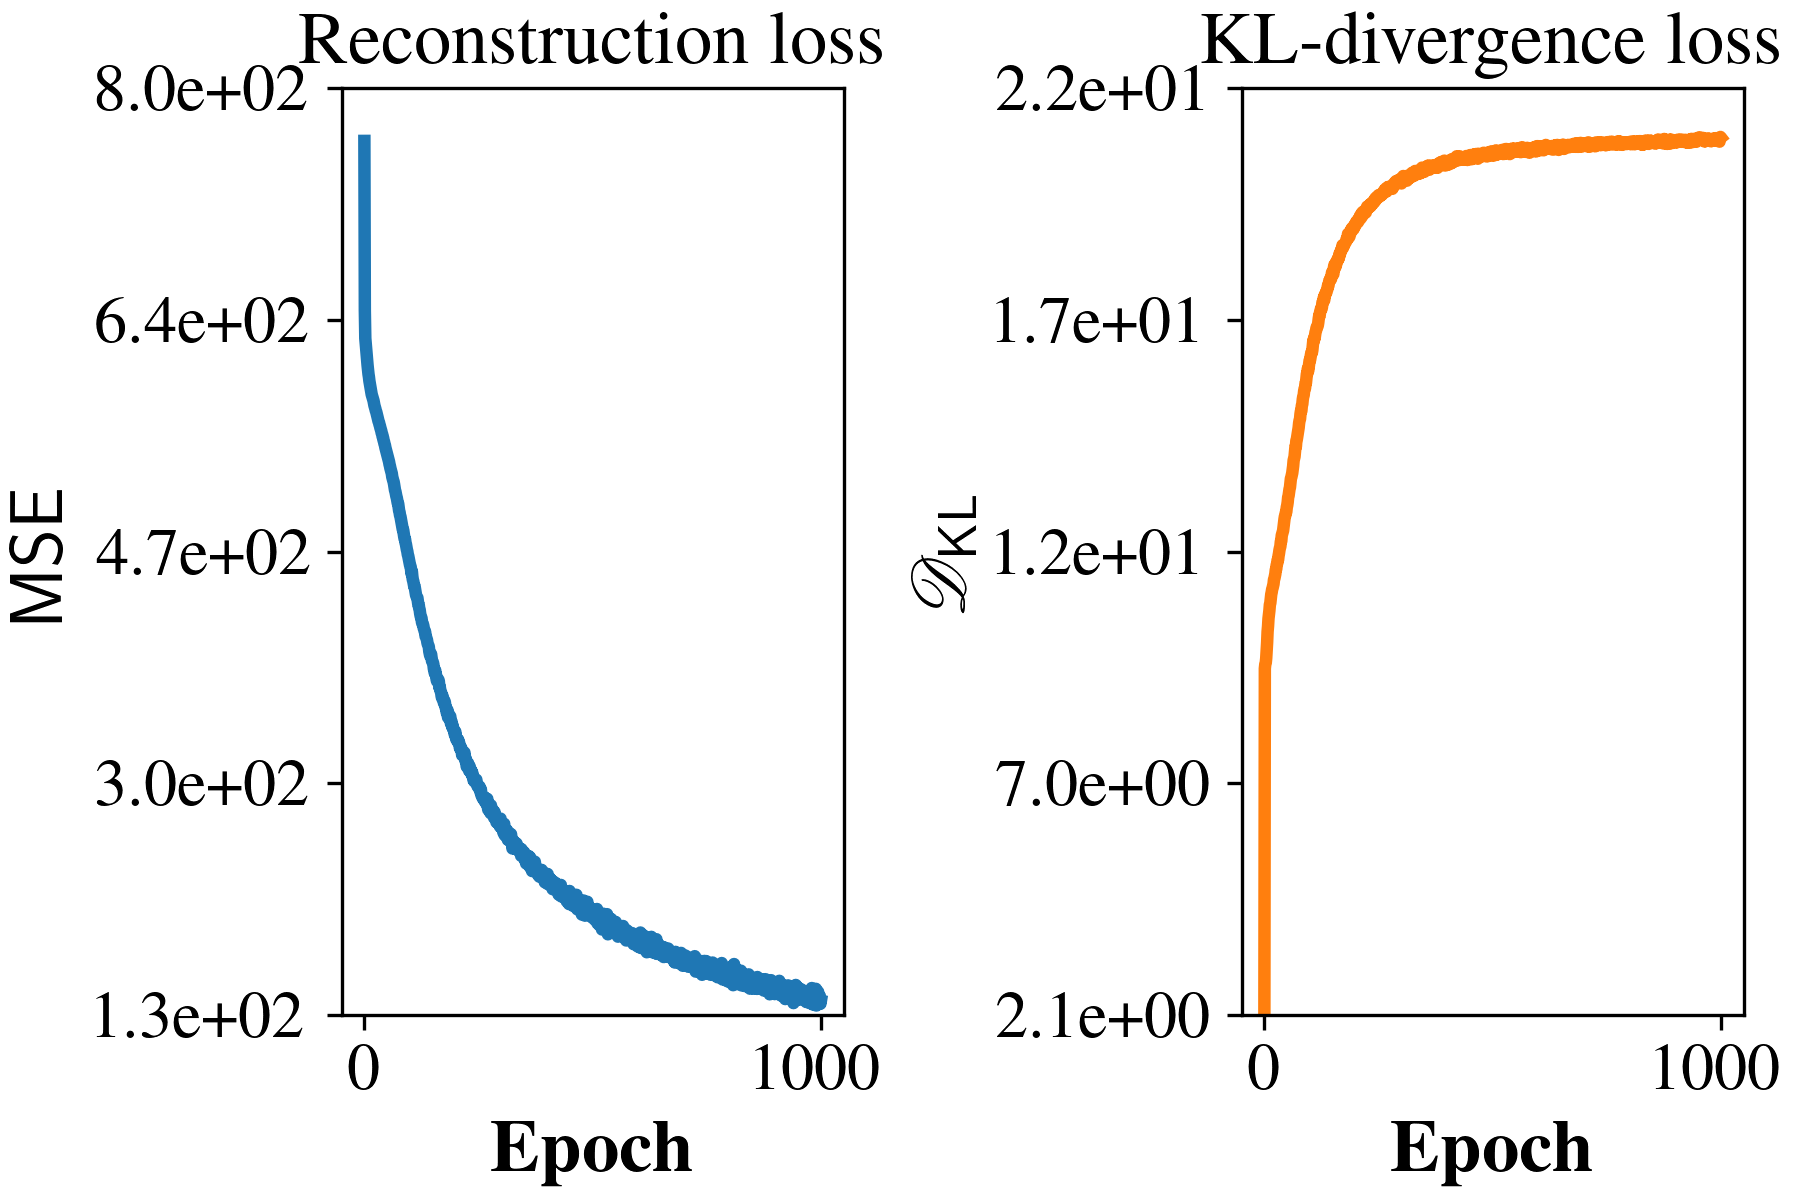 Reconstruction loss
8.0e+02
6.4e+02
4.7e+02
3.0e+02
1.3e+02
MSE
0
1000
Epoch
KL-divergence loss
2.2e+01
1.7e+01
1.2e+01
7.0e+00
2.1e+00
𝒟KL
0
1000
Epoch